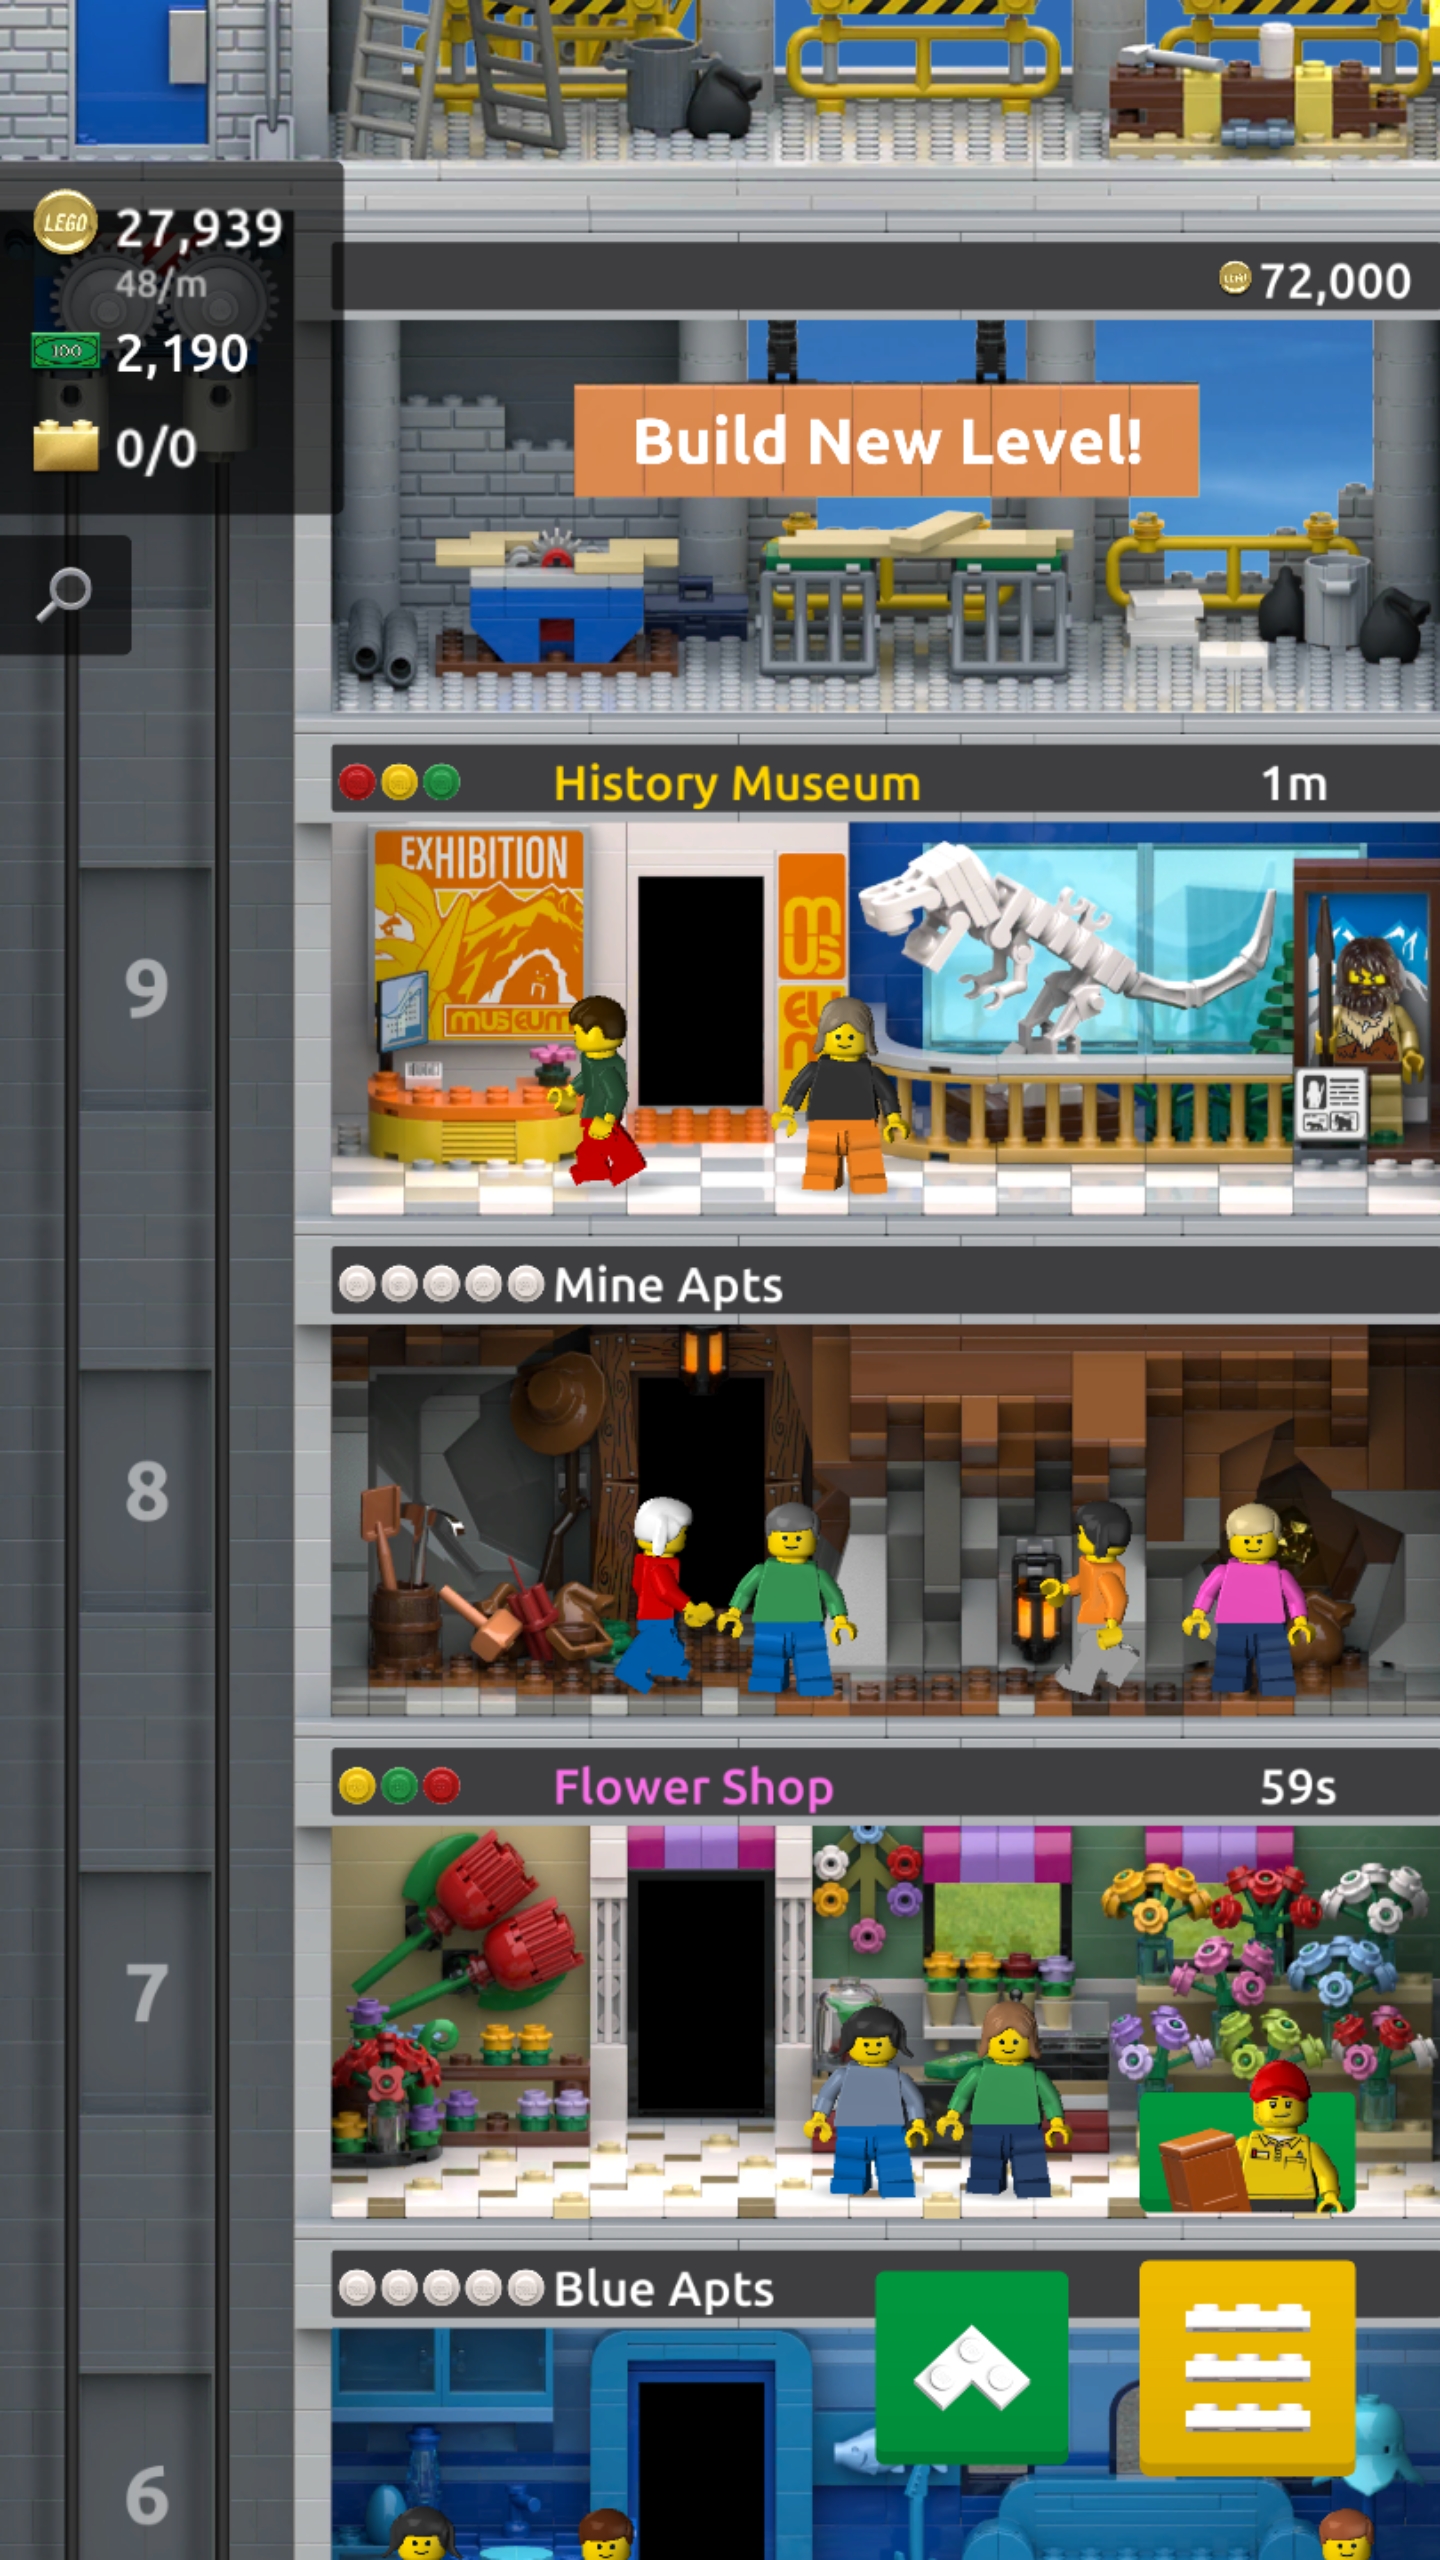 LEGO 27,939
48/m
100 2,190
0/0
72,000
Build New Level!
History Museum 1m
EXHIBITION
MUSEUM
MUS
EUM
9
Mine Apts
8
Flower Shop 59s
7
Blue Apts
6